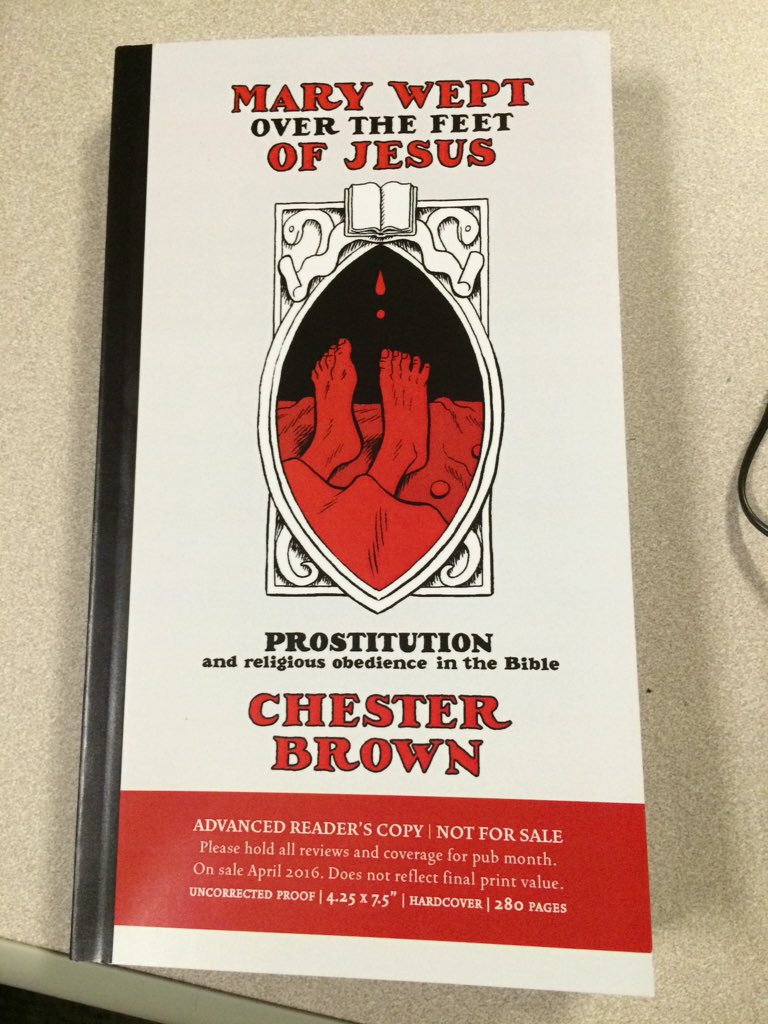 MARY WEPT
OVER THE FEET
OF JESUS
PROSTITUTION
and religious obedience in the Bible
CHESTER
BROWN
ADVANCED READER'S COPY | NOT FOR SALE
Please hold all reviews and coverage for pub month.
On sale April 2016. Does not reflect final print value.
UNCORRECTED PROOF | 4.25 x 7.5" | HARDCOVER | 280 PAGES